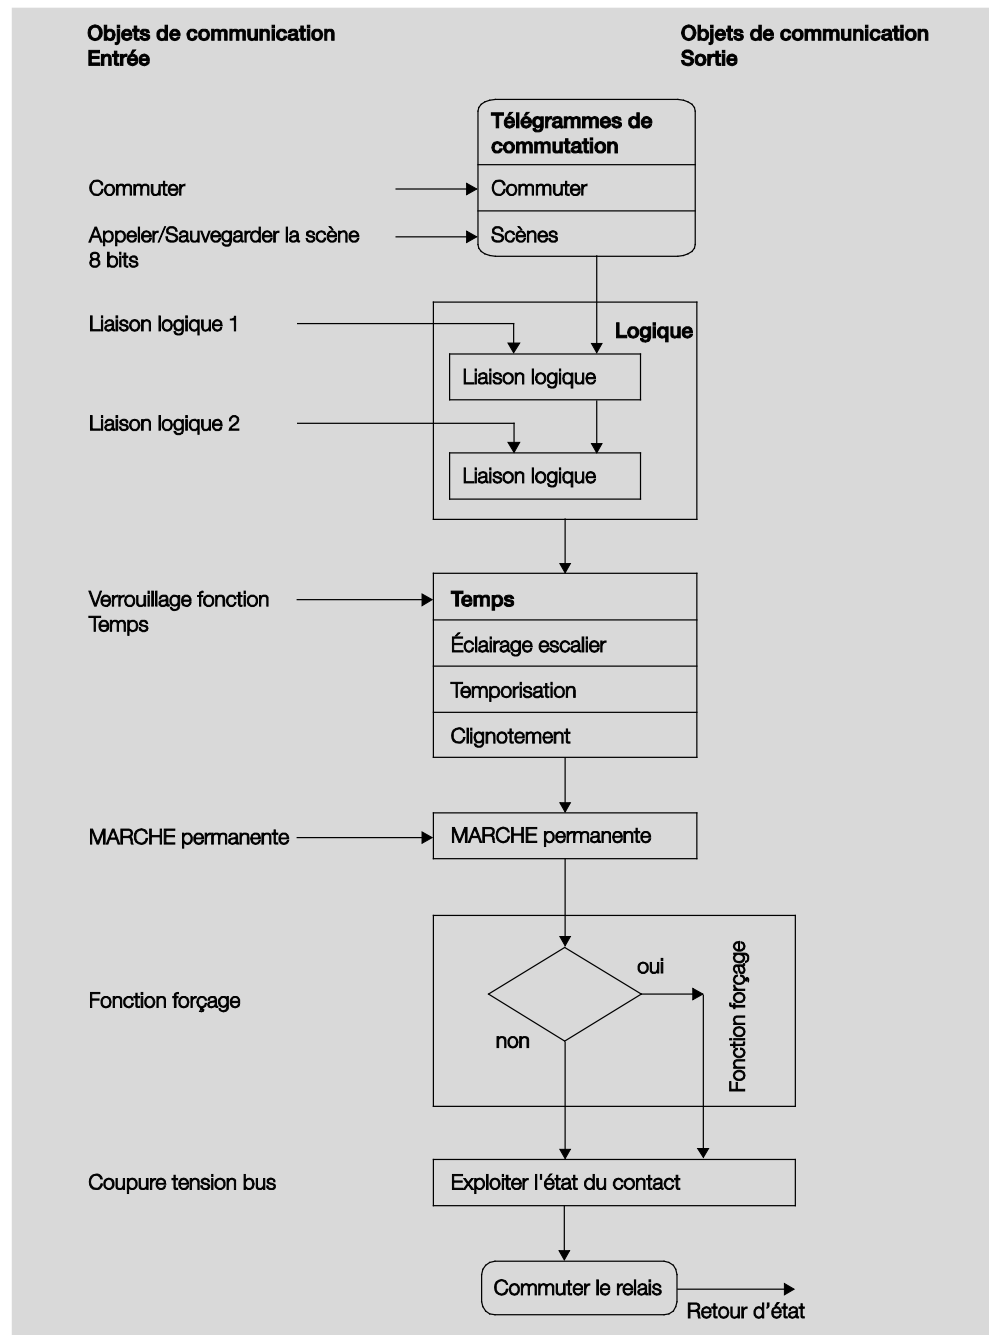 Objets de communication
Entrée
Objets de communication
Sortie
Télégrammes de
commutation
Commuter
Commuter
Appeler/Sauvegarder la scène
8 bits
Scènes
Liaison logique 1
Logique
Liaison logique
Liaison logique 2
Liaison logique
Verrouillage fonction
Temps
Temps
Éclairage escalier
Temporisation
Clignotement
MARCHE permanente
MARCHE permanente
Fonction forçage
oui
non
Fonction forçage
Coupure tension bus
Exploiter l'état du contact
Commuter le relais
Retour d'état